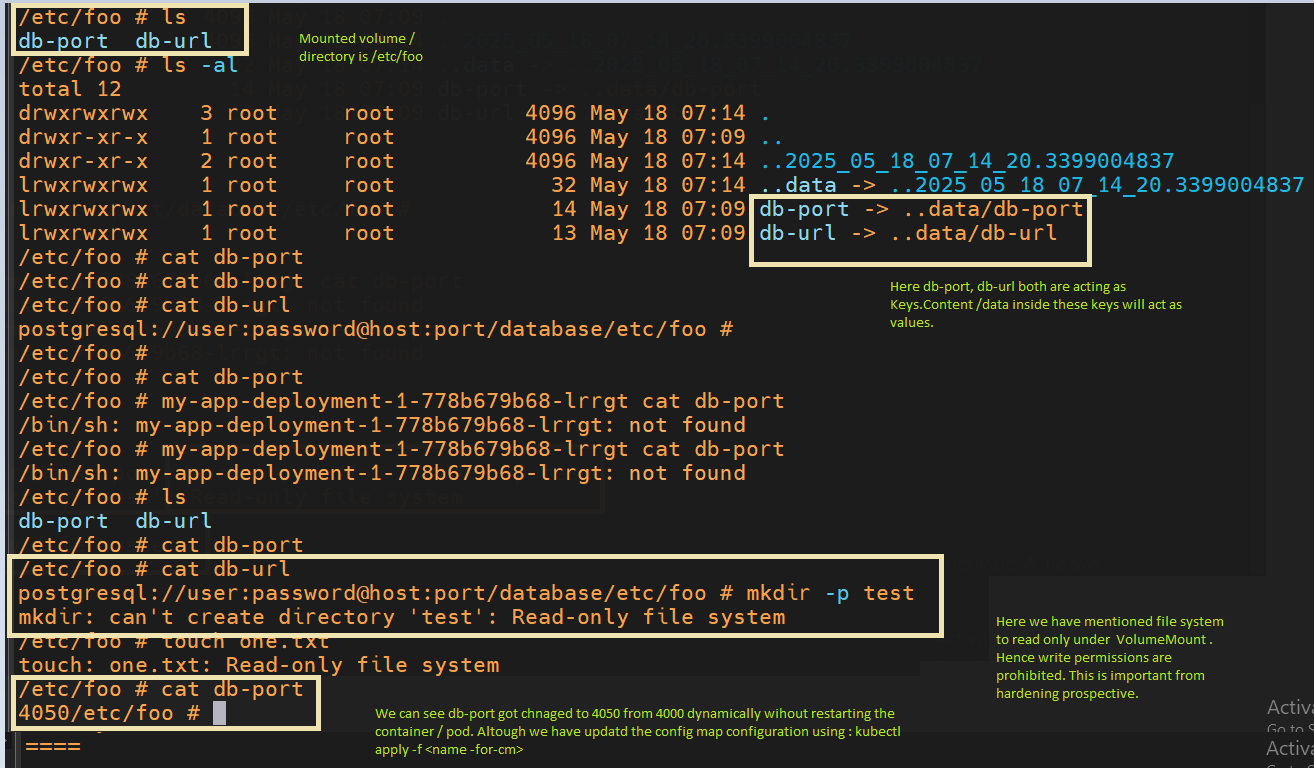 /etc/foo # ls
db-port  db-url
Mounted volume /
directory is /etc/foo
/etc/foo # ls -al
total 12
drwxrwxrwx    3 root     root          4096 May 18 07:14 .
drwxr-xr-x    1 root     root          4096 May 18 07:09 ..
drwxr-xr-x    2 root     root          4096 May 18 07:14 ..2025_05_18_07_14_20.3399004837
lrwxrwxrwx    1 root     root            32 May 18 07:14 ..data -> ..2025_05_18_07_14_20.3399004837
lrwxrwxrwx    1 root     root            14 May 18 07:09 db-port -> ..data/db-port
lrwxrwxrwx    1 root     root            13 May 18 07:09 db-url -> ..data/db-url
/etc/foo # cat db-port
/etc/foo # cat db-port
/etc/foo # cat db-url
postgresql://user:password@host:port/database/etc/foo #
Here db-port, db-url both are acting as
Keys.Content /data inside these keys will act as
values.
/etc/foo #
/etc/foo # cat db-port
/etc/foo # my-app-deployment-1-778b679b68-lrrgt cat db-port
/bin/sh: my-app-deployment-1-778b679b68-lrrgt: not found
/etc/foo # my-app-deployment-1-778b679b68-lrrgt cat db-port
/bin/sh: my-app-deployment-1-778b679b68-lrrgt: not found
/etc/foo # ls
db-port  db-url
/etc/foo # cat db-port
/etc/foo # cat db-url
postgresql://user:password@host:port/database/etc/foo # mkdir -p test
mkdir: can't create directory 'test': Read-only file system
/etc/foo # touch one.txt
touch: one.txt: Read-only file system
Here we have mentioned file system
to read only under  VolumeMount .
Hence write permissions are
prohibited. This is important from
hardening prospective.
/etc/foo # cat db-port
4050/etc/foo #
We can see db-port got chnaged to 4050 from 4000 dynamically wihout restarting the
container / pod. Altough we have updatd the config map configuration using : kubectl
apply -f <name -for-cm>
====
Activa
Go to S
Activa